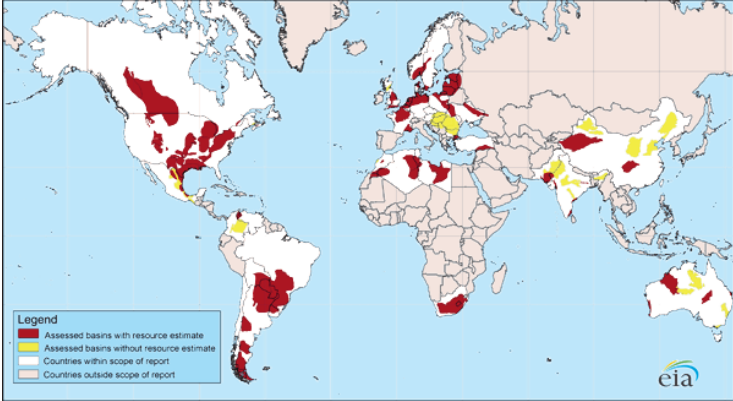 Legend
Assessed basins with resource estimate
Assessed basins without resource estimate
Countries within scope of report
Countries outside scope of report
eia